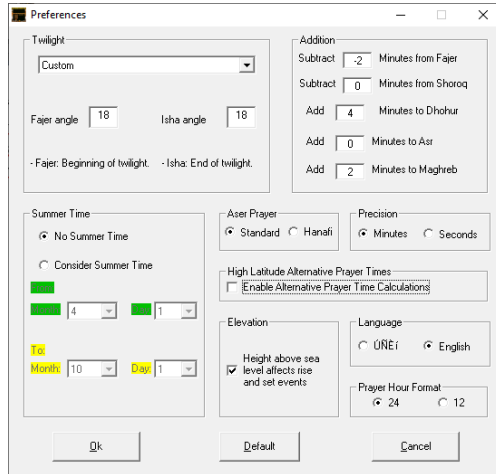 Preferences
Twilight
Custom
Fajer angle 18 Isha angle 18
- Fajer: Beginning of twilight. - Isha: End of twilight.
Addition
Subtract -2 Minutes from Fajer
Subtract 0 Minutes from Shoroq
Add 4 Minutes to Dhohur
Add 0 Minutes to Asr
Add 2 Minutes to Maghreb
Summer Time
No Summer Time
Consider Summer Time
4 1
To:
Month: 10 Day: 1
Aser Prayer
Standard Hanafi
Precision
Minutes Seconds
High Latitude Alternative Prayer Times
Enable Alternative Prayer Time Calculations
Elevation
Height above sea
level affects rise
and set events
Language
ÚÑÈí English
Prayer Hour Format
24 12
Ok Default Cancel